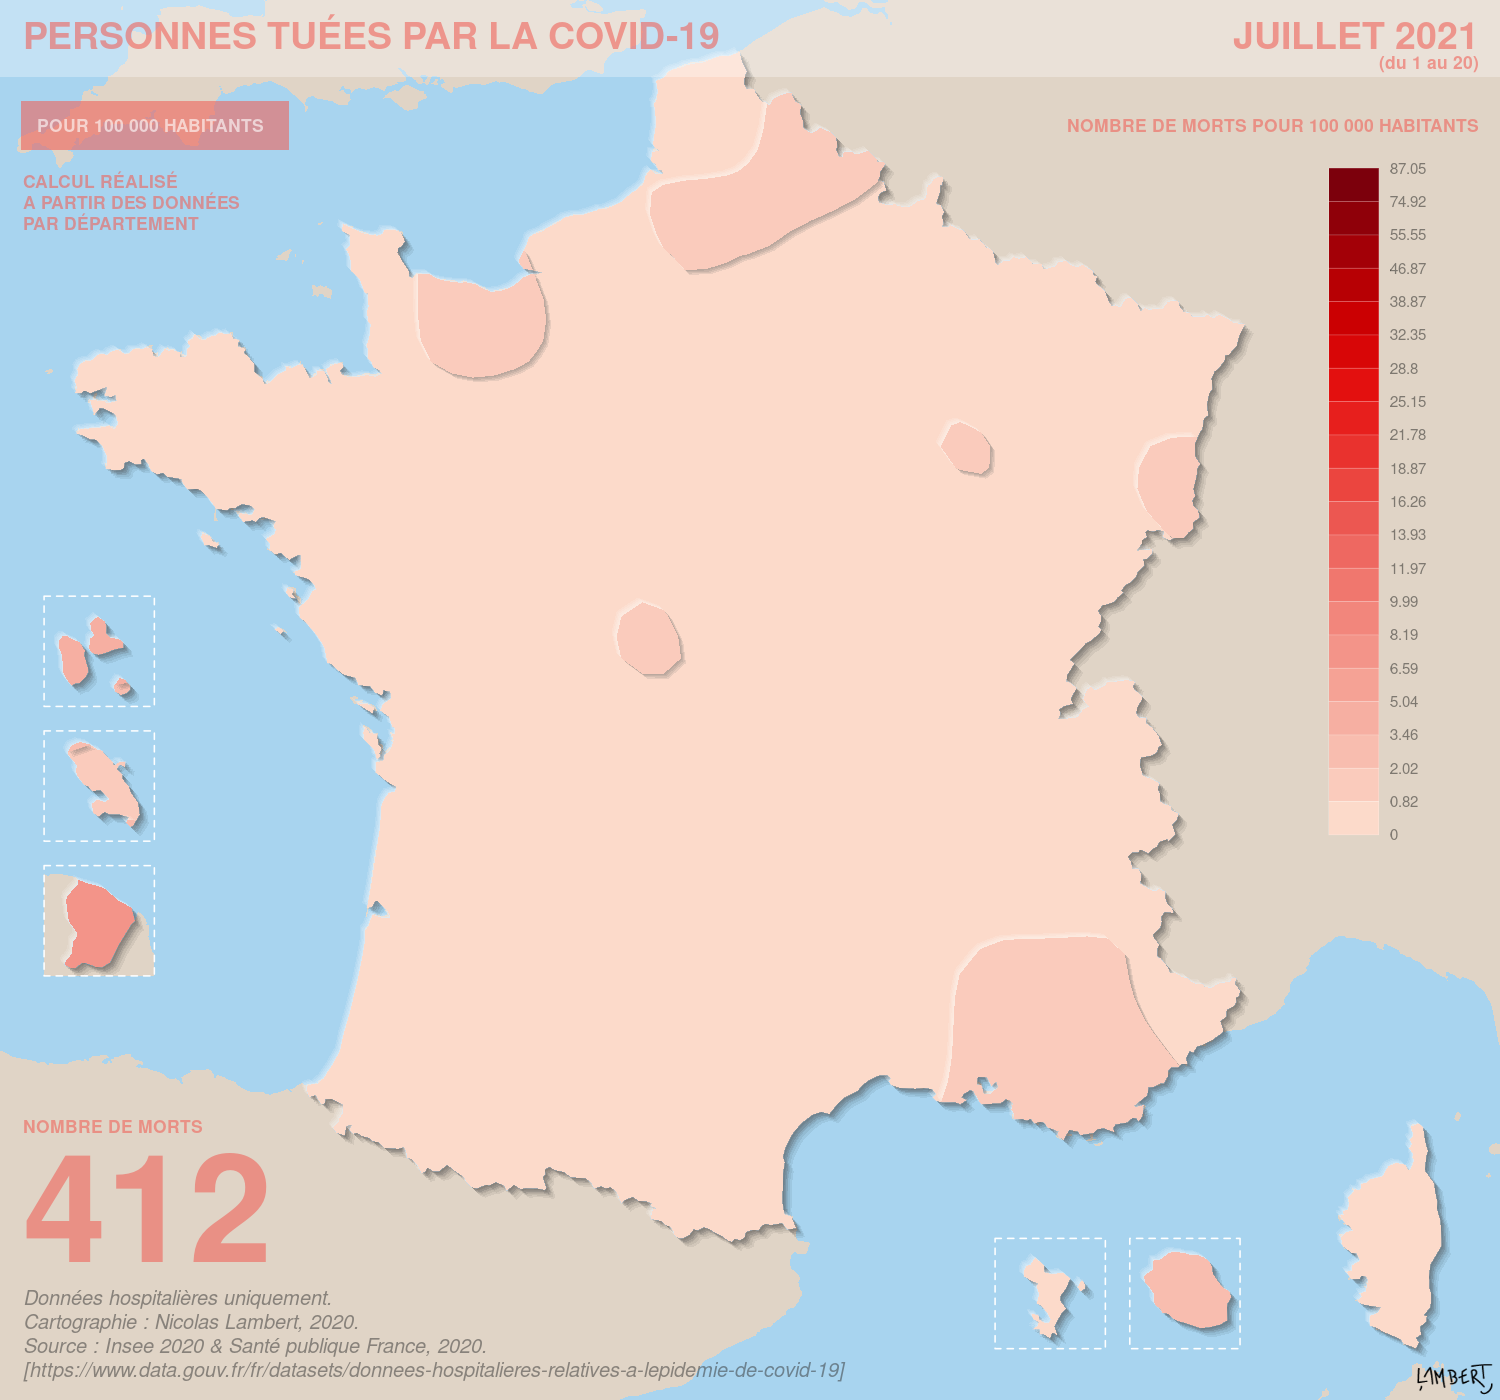 PERSONNES TUÉES PAR LA COVID-19
JUILLET 2021
(du 1 au 20)
POUR 100 000 HABITANTS
CALCUL RÉALISÉ
A PARTIR DES DONNÉES
PAR DÉPARTEMENT
NOMBRE DE MORTS POUR 100 000 HABITANTS
87.05
74.92
55.55
46.87
38.87
32.35
28.8
25.15
21.78
18.87
16.26
13.93
11.97
9.99
8.19
6.59
5.04
3.46
2.02
0.82
0
NOMBRE DE MORTS
412
Données hospitalières uniquement.
Cartographie : Nicolas Lambert, 2020.
Source : Insee 2020 & Santé publique France, 2020.
[https://www.data.gouv.fr/fr/datasets/donnees-hospitalieres-relatives-a-lepidemie-de-covid-19]
LAMBERT